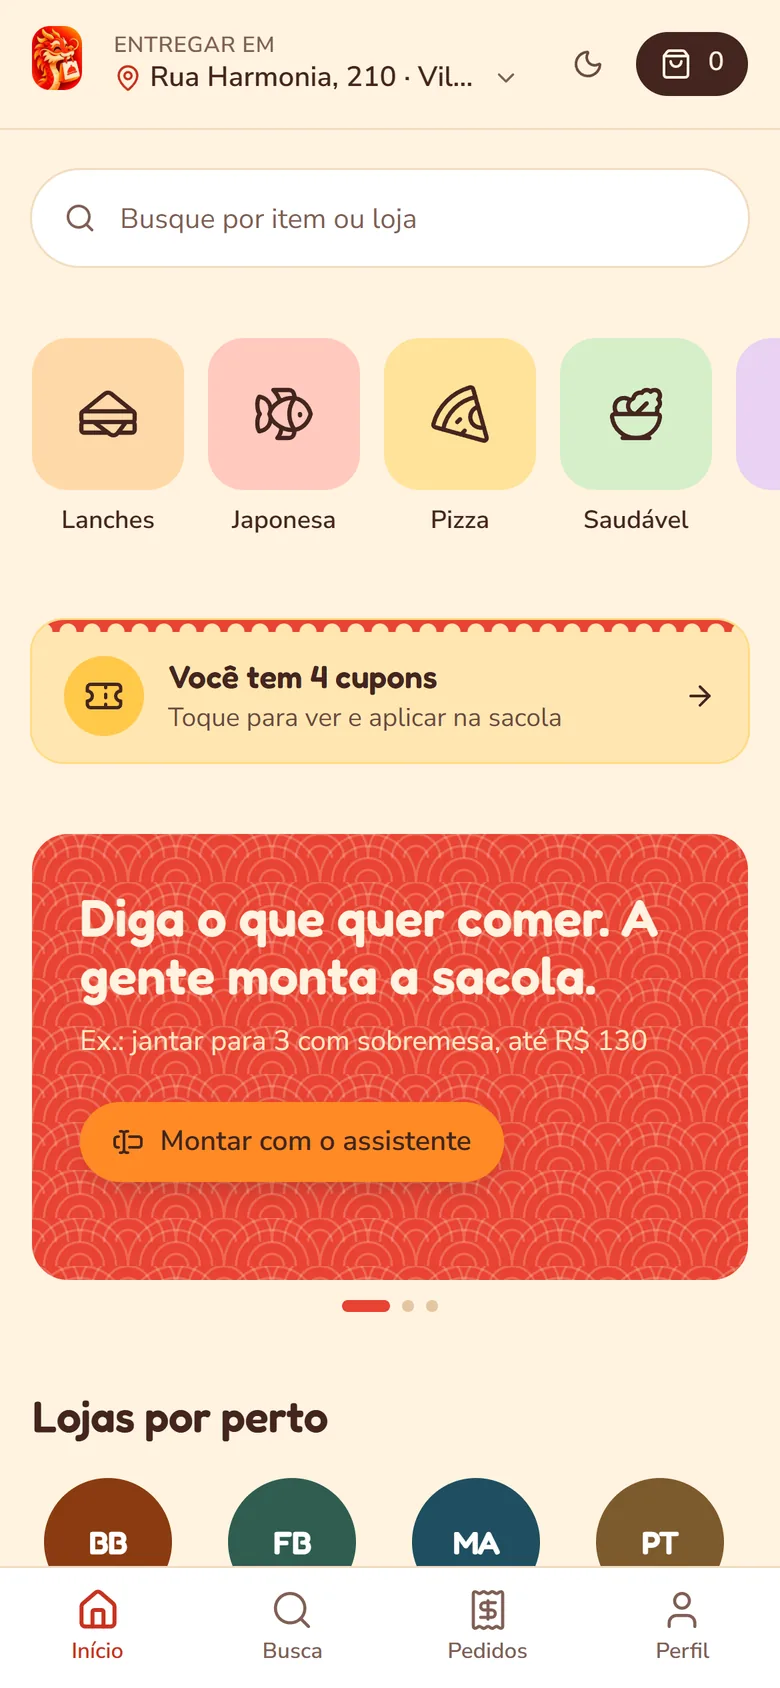 ENTREGAR EM
Rua Harmonia, 210 · Vil...
0
Busque por item ou loja
Lanches
Japonesa
Pizza
Saudável
Você tem 4 cupons
Toque para ver e aplicar na sacola
Diga o que quer comer. A
gente monta a sacola.
Ex.: jantar para 3 com sobremesa, até R$ 130
Montar com o assistente
Lojas por perto
BB
FB
MA
PT
Início
Busca
Pedidos
Perfil